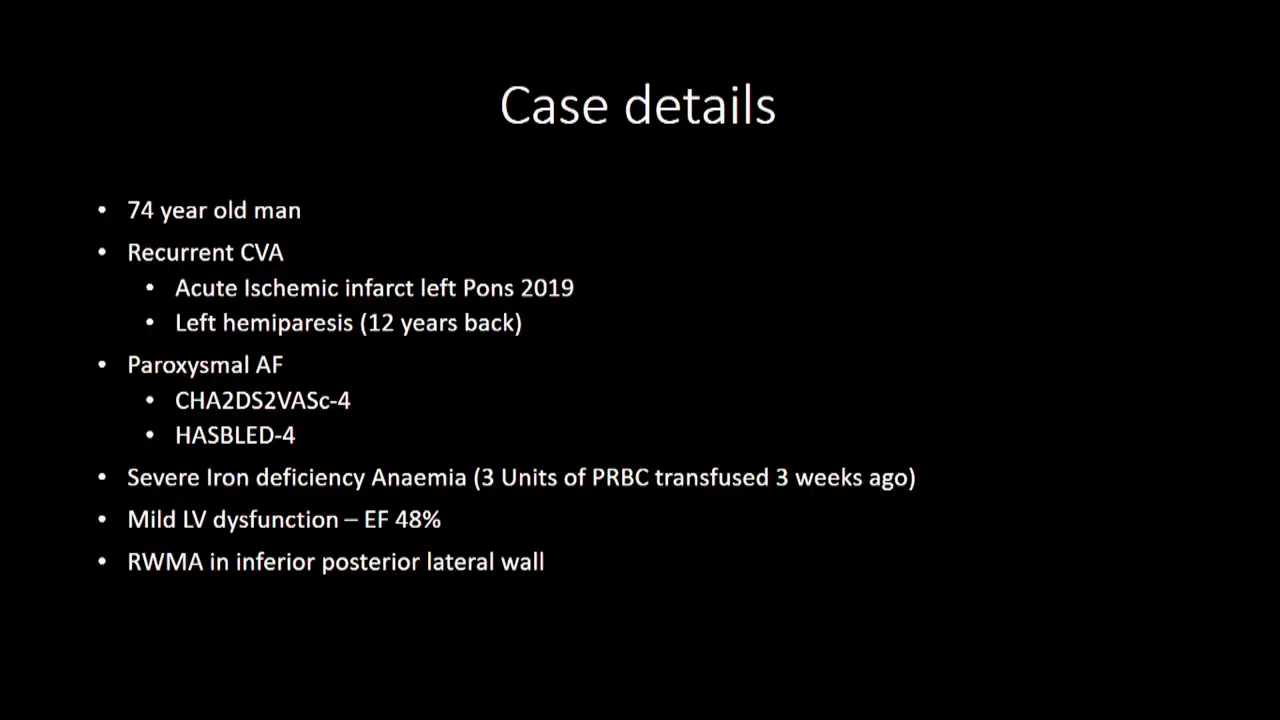 Case details
• 74 year old man
• Recurrent CVA
• Acute Ischemic infarct left Pons 2019
• Left hemiparesis (12 years back)
• Paroxysmal AF
• CHA2DS2VASc-4
• HASBLED-4
• Severe Iron deficiency Anaemia (3 Units of PRBC transfused 3 weeks ago)
• Mild LV dysfunction – EF 48%
• RWMA in inferior posterior lateral wall